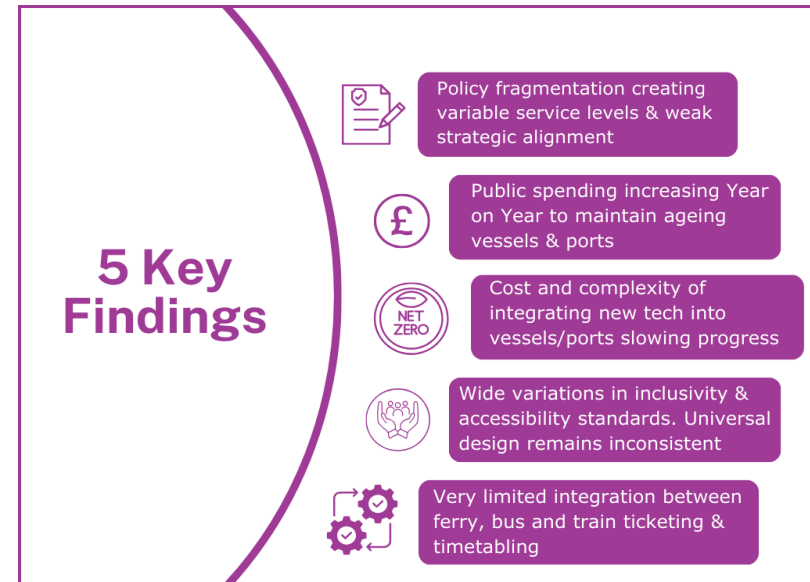 5 Key
Findings
Policy fragmentation creating
variable service levels & weak
strategic alignment
£
Public spending increasing Year
on Year to maintain ageing
vessels & ports
NET
ZERO
Cost and complexity of
integrating new tech into
vessels/ports slowing progress
Wide variations in inclusivity &
accessibility standards. Universal
design remains inconsistent
Very limited integration between
ferry, bus and train ticketing &
timetabling